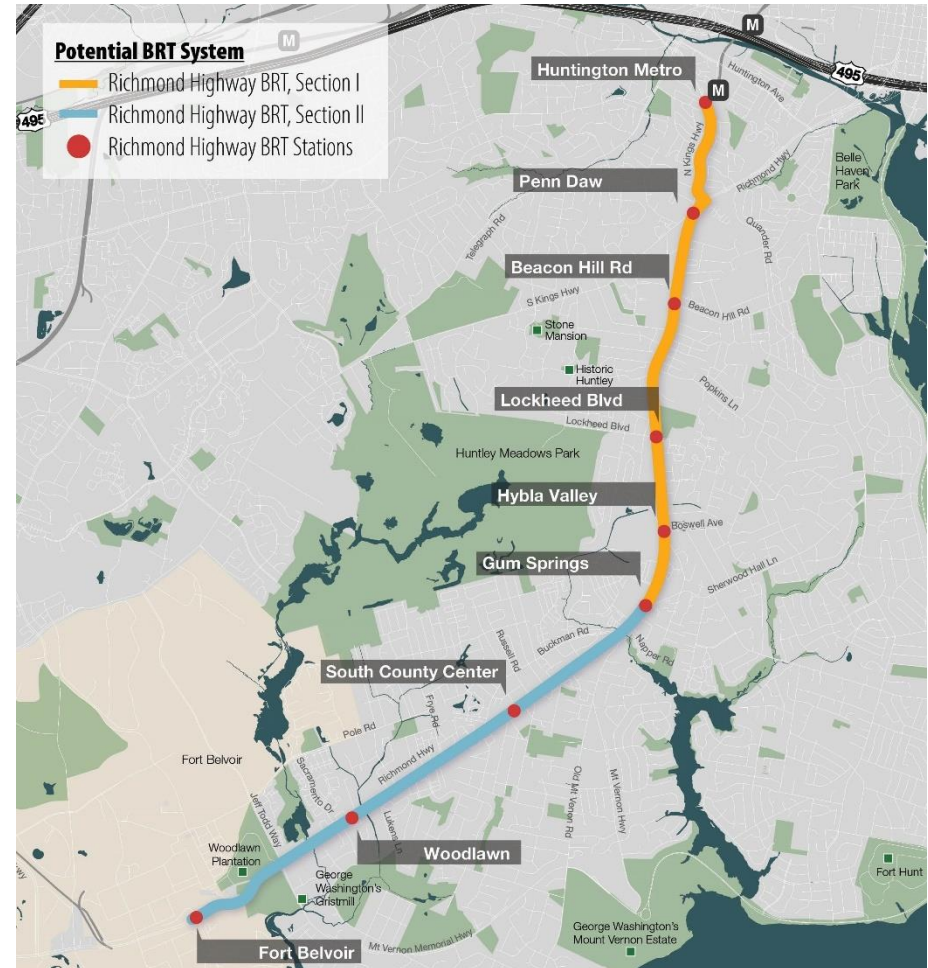 Potential BRT System
Richmond Highway BRT, Section I
Richmond Highway BRT, Section II
Richmond Highway BRT Stations
M
M
495
495
Huntington Metro
M
Huntington Ave
N Kings Hwy
Richmond Hwy
Belle
Haven
Park
Penn Daw
Telegraph Rd
Quander Rd
Beacon Hill Rd
S Kings Hwy
Beacon Hill Rd
Stone
Mansion
Historic
Huntley
Popkins Ln
Lockheed Blvd
Lockheed Blvd
Huntley Meadows Park
Hybla Valley
Boswell Ave
Gum Springs
Sherwood Hall Ln
Buckman Rd
Napper Rd
Russell Rd
South County Center
Frye Rd
Pole Rd
Richmond Hwy
Fort Belvoir
Sacramento Dr
Old Mt Vernon Rd
Mt Vernon Hwy
Jeff Todd Way
Lukens Ln
Woodlawn
Woodlawn
Plantation
George
Washington's
Gristmill
Fort Hunt
Fort Belvoir
Mt Vernon Memorial Hwy
George Washington's
Mount Vernon Estate